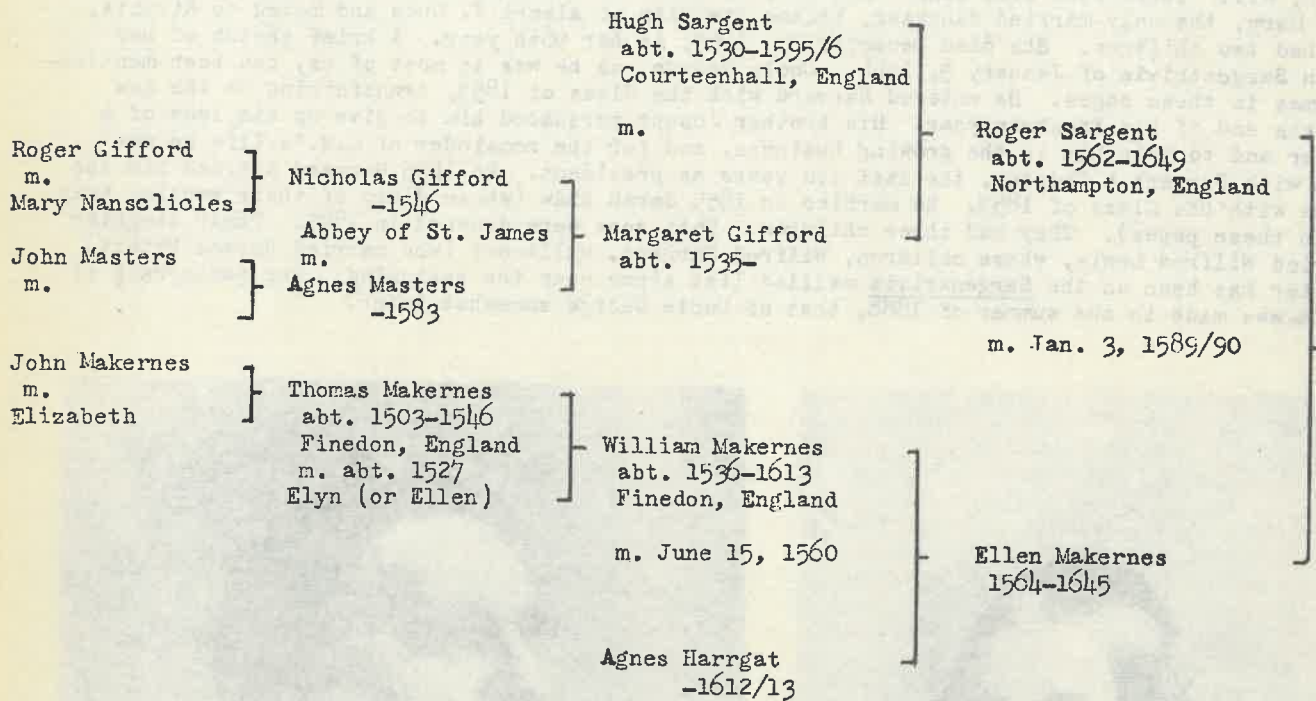 Roger Gifford
m.
Mary Nansclicles
John Masters
m.
John Makernes
m.
Elizabeth
Nicholas Gifford
-1546
Abbey of St. James
m.
Agnes Masters
-1583
Thomas Makernes
abt. 1503-1546
Finedon, England
m. abt. 1527
Elyn (or Ellen)
Hugh Sargent
abt. 1530-1595/6
Courteenhall, England
m.
Margaret Gifford
abt. 1535-
William Makernes
abt. 1536-1613
Finedon, England
m. June 15, 1560
Agnes Harrgat
-1612/13
Roger Sargent
abt. 1562-1649
Northampton, England
m. Jan. 3, 1589/90
Ellen Makernes
1564-1645